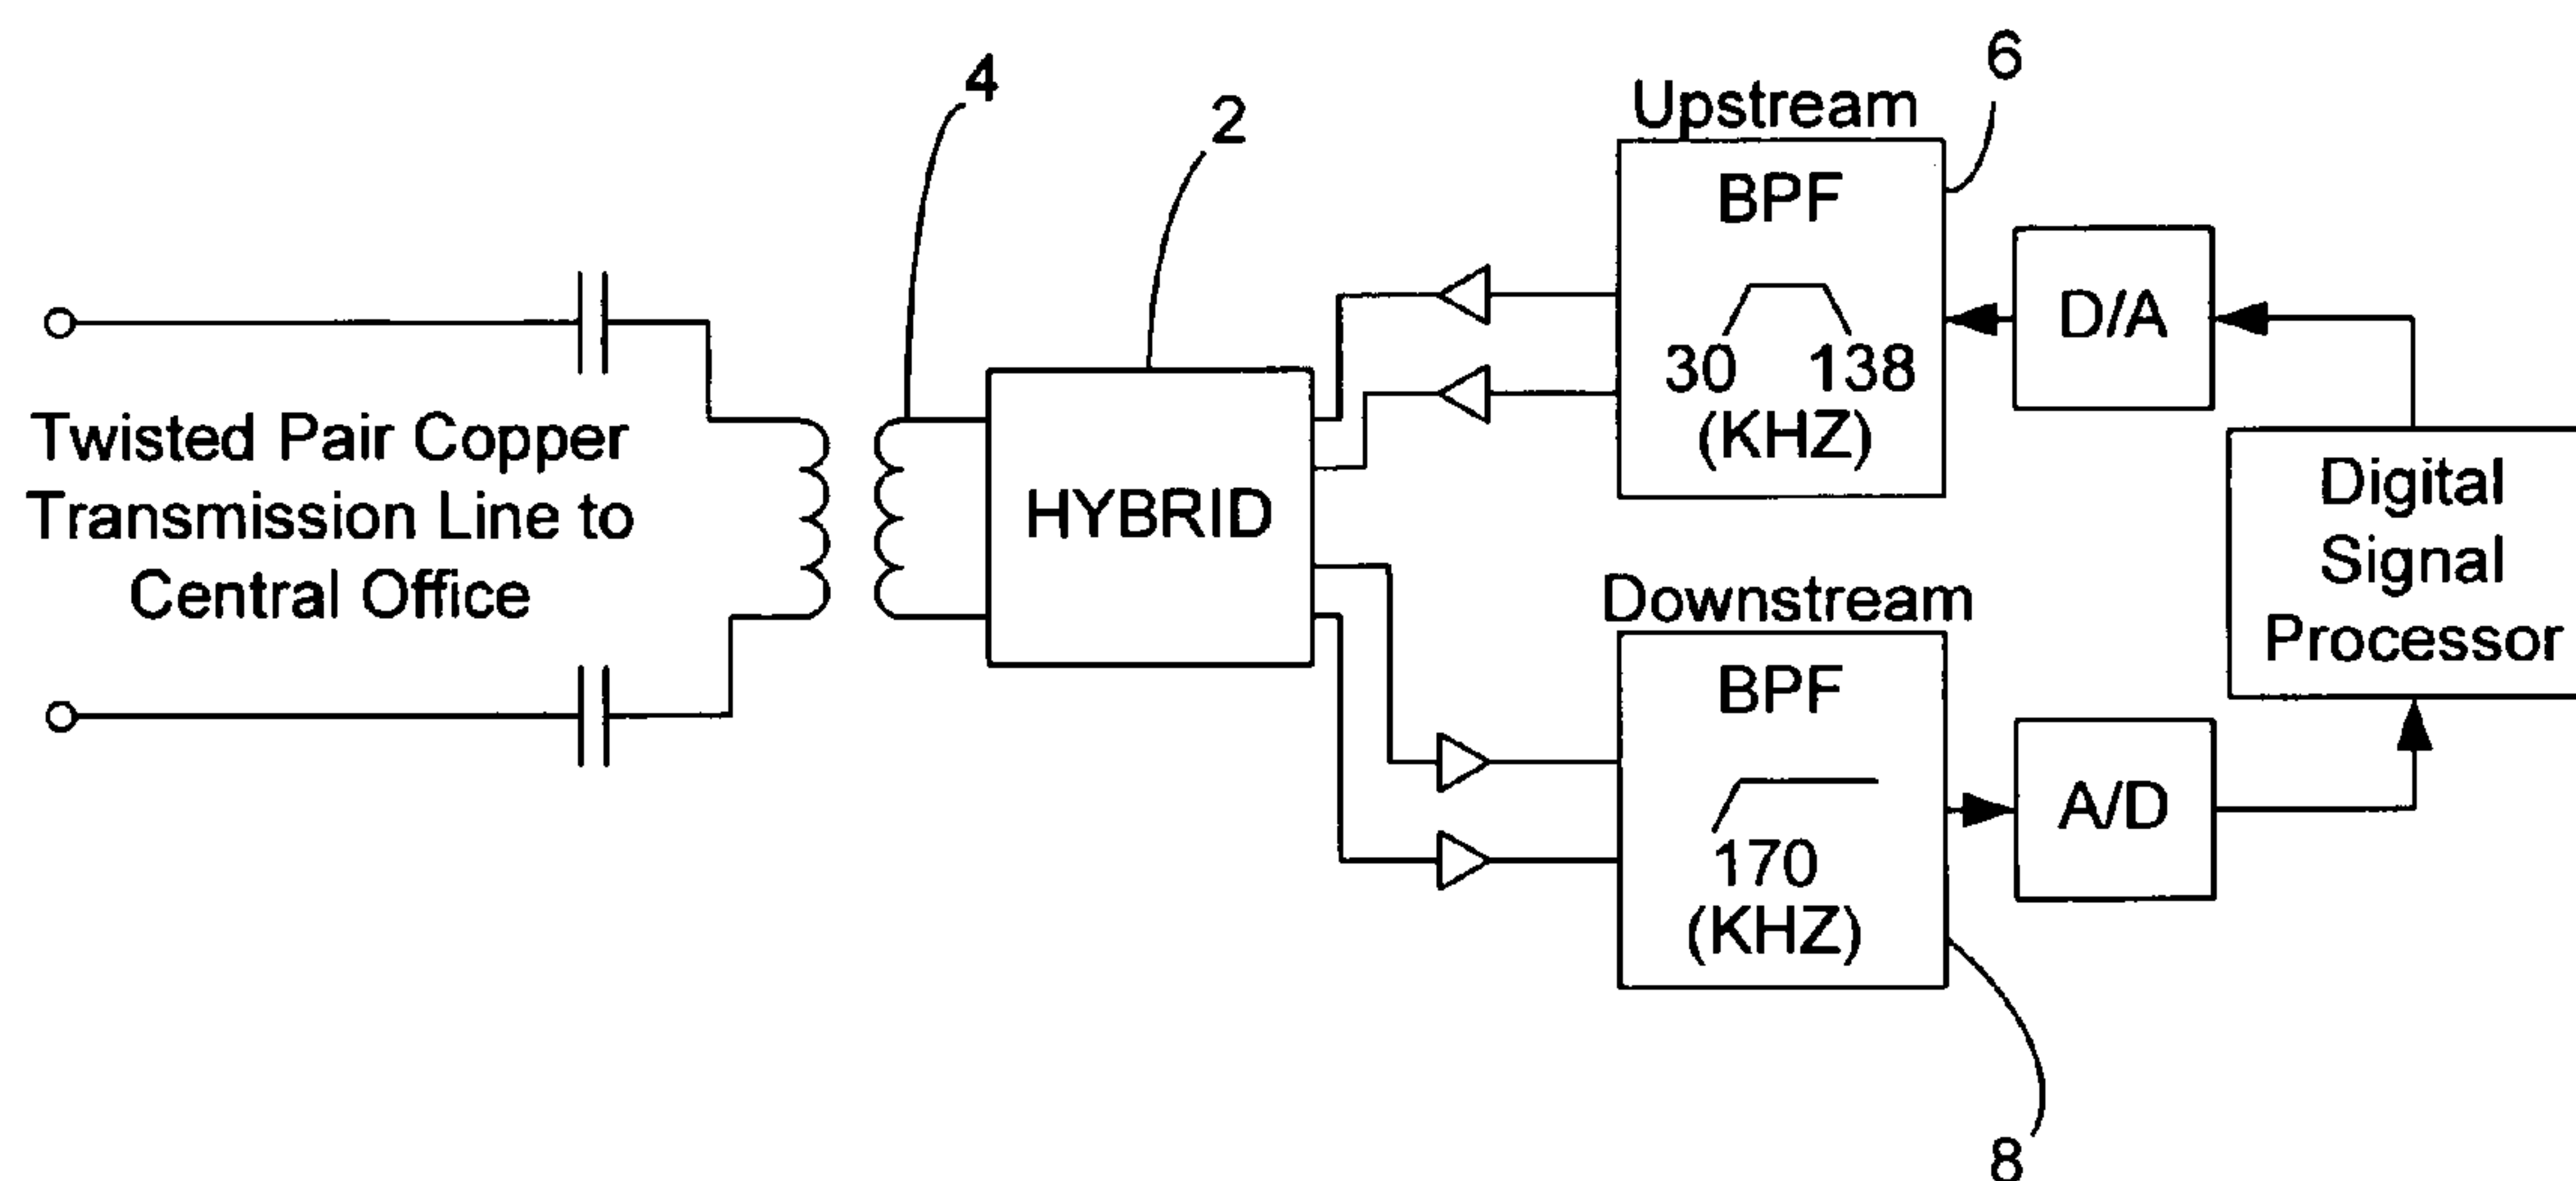 4
2
6
Upstream
BPF
30 138
(KHZ)
D/A
Twisted Pair Copper
Transmission Line to
Central Office
HYBRID
Digital
Signal
Processor
Downstream
BPF
170
(KHZ)
A/D
8